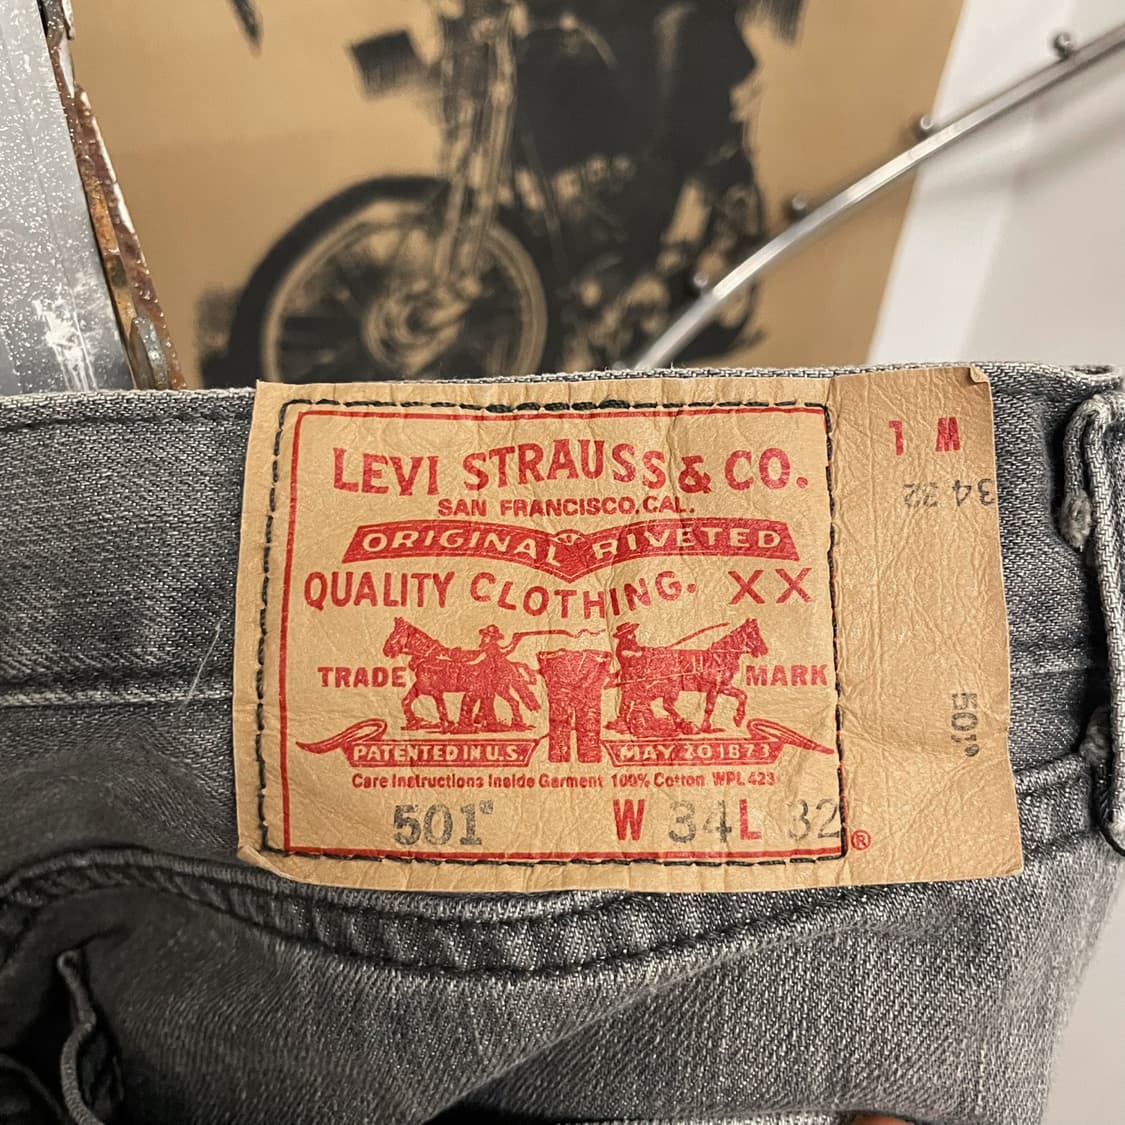 LEVI STRAUSS & CO.
SAN FRANCISCO, CAL.
ORIGINAL RIVETED
QUALITY CLOTHING. XX
TRADE MARK
PATENTED IN U.S. MAY 20 1873
Care Instructions Inside Garment 100% Cotton WPL 423
501® W 34 L 32 ®
W L
34 32
501®